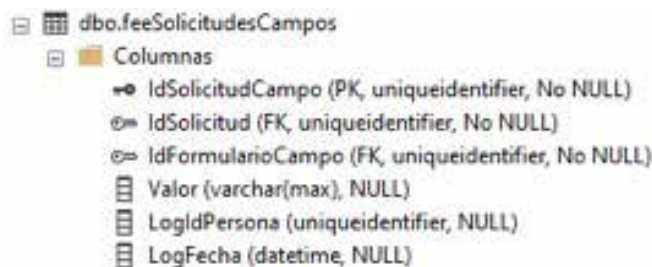 dbo.feeSolicitudesCampos
Columnas
IdSolicitudCampo (PK, uniqueidentifier, No NULL)
IdSolicitud (FK, uniqueidentifier, No NULL)
IdFormularioCampo (FK, uniqueidentifier, No NULL)
Valor (varchar(max), NULL)
LogIdPersona (uniqueidentifier, NULL)
LogFecha (datetime, NULL)